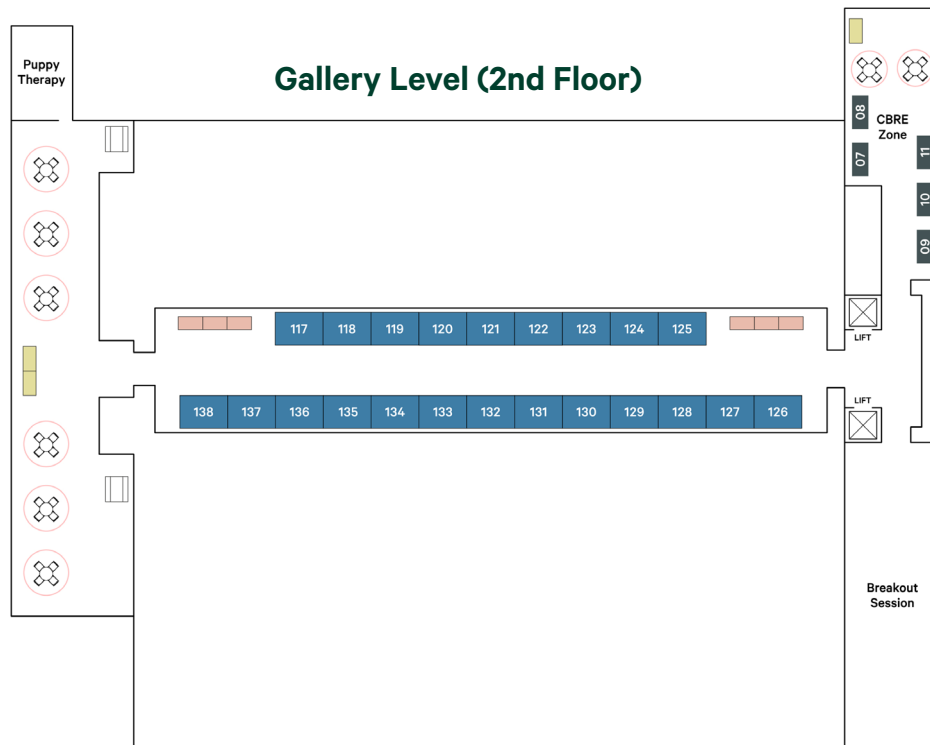 Gallery Level (2nd Floor)
Puppy
Therapy
CBRE
Zone
08
07
11
10
09
117 118 119 120 121 122 123 124 125
LIFT
138 137 136 135 134 133 132 131 130 129 128 127 126
LIFT
Breakout
Session